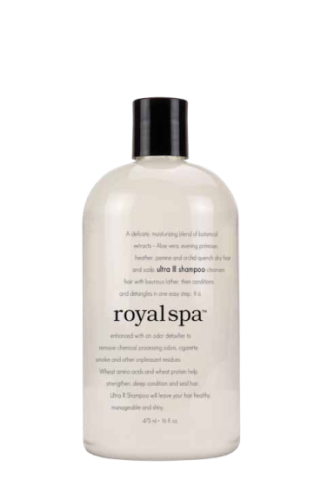 A delicate, moisturizing blend of botanical
extracts – Aloe vera, evening primrose,
heather, jasmine and orchid quench dry hair
and scalp. ultra III shampoo cleanses
hair with luxurious lather, then conditions
and detangles in one easy step. It is
royalspa™
enhanced with an odor detoxifier to
remove chemical processing odors, cigarette
smoke and other unpleasant residues.
Wheat amino acids and wheat protein help
strengthen, deep condition and seal hair.
Ultra III Shampoo will leave your hair healthy,
manageable and shiny.
473 ml • 16 fl oz.